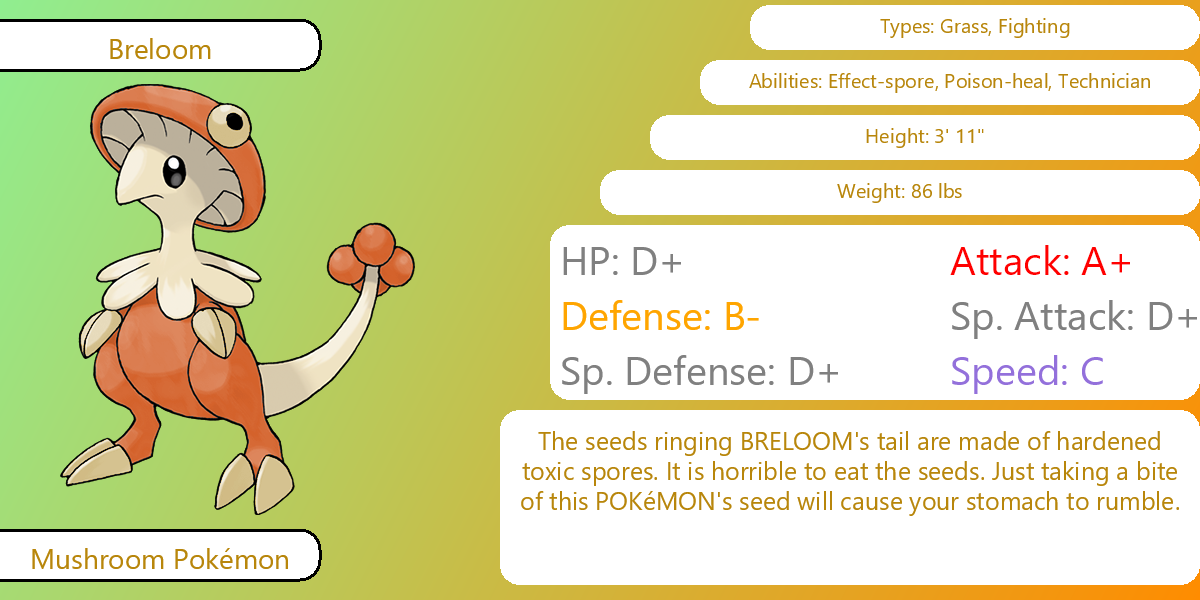 Breloom
Types: Grass, Fighting
Abilities: Effect-spore, Poison-heal, Technician
Height: 3' 11"
Weight: 86 lbs
HP: D+
Attack: A+
Defense: B-
Sp. Attack: D+
Sp. Defense: D+
Speed: C
The seeds ringing BRELOOM's tail are made of hardened
toxic spores. It is horrible to eat the seeds. Just taking a bite
of this POKéMON's seed will cause your stomach to rumble.
Mushroom Pokémon